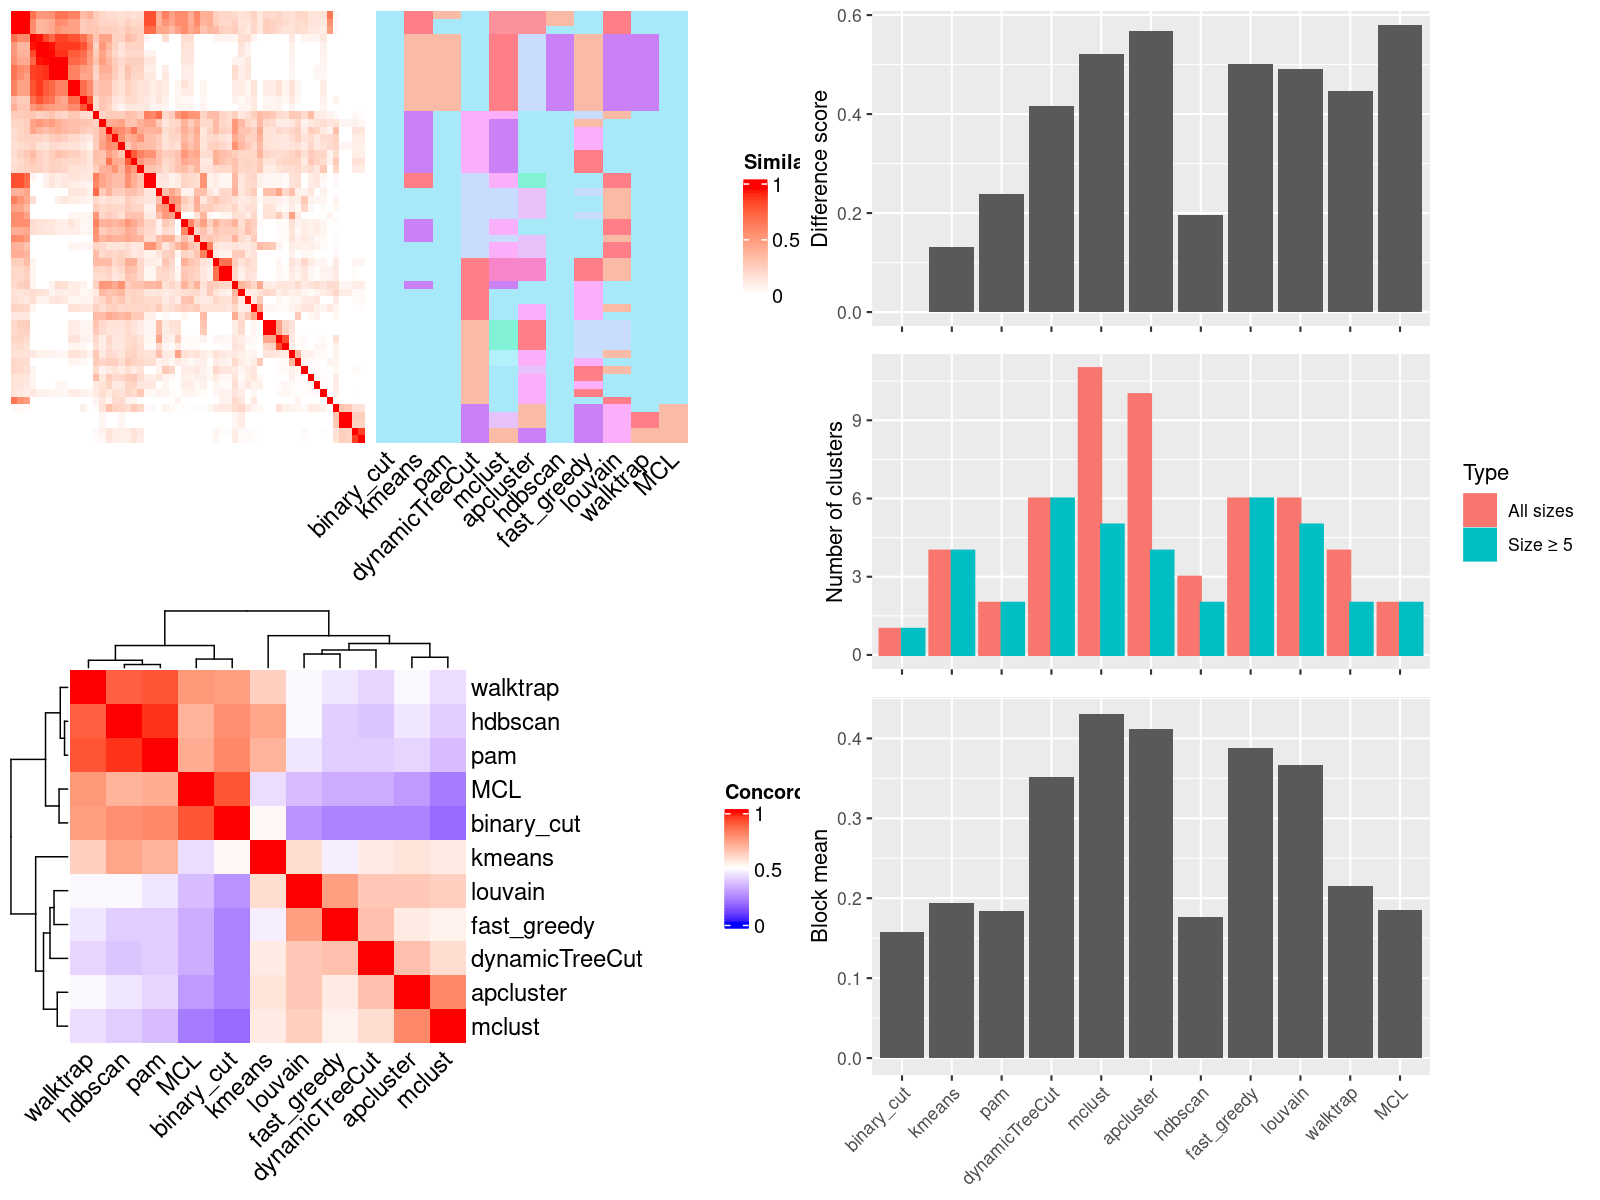 Simila
1
0.5
0
binary_cut
kmeans
pam
dynamicTreeCut
mclust
apcluster
hdbscan
fast_greedy
louvain
walktrap
MCL
Difference score
0.6
0.4
0.2
0.0
Number of clusters
9
6
3
0
Type
All sizes
Size ≥ 5
Block mean
0.4
0.3
0.2
0.1
0.0
binary_cut
kmeans
pam
dynamicTreeCut
mclust
apcluster
hdbscan
fast_greedy
louvain
walktrap
MCL
walktrap
hdbscan
pam
MCL
binary_cut
kmeans
louvain
fast_greedy
dynamicTreeCut
apcluster
mclust
Concord
1
0.5
0
walktrap
hdbscan
pam
MCL
binary_cut
kmeans
louvain
fast_greedy
dynamicTreeCut
apcluster
mclust